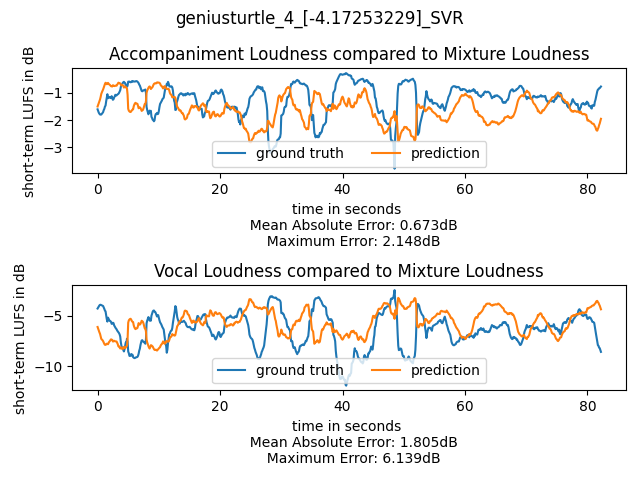 geniusturtle_4_[-4.17253229]_SVR
Accompaniment Loudness compared to Mixture Loudness
short-term LUFS in dB
−1
−2
−3
ground truth prediction
0 20 40 60 80
time in seconds
Mean Absolute Error: 0.673dB
Maximum Error: 2.148dB
Vocal Loudness compared to Mixture Loudness
short-term LUFS in dB
−5
−10
ground truth prediction
0 20 40 60 80
time in seconds
Mean Absolute Error: 1.805dB
Maximum Error: 6.139dB